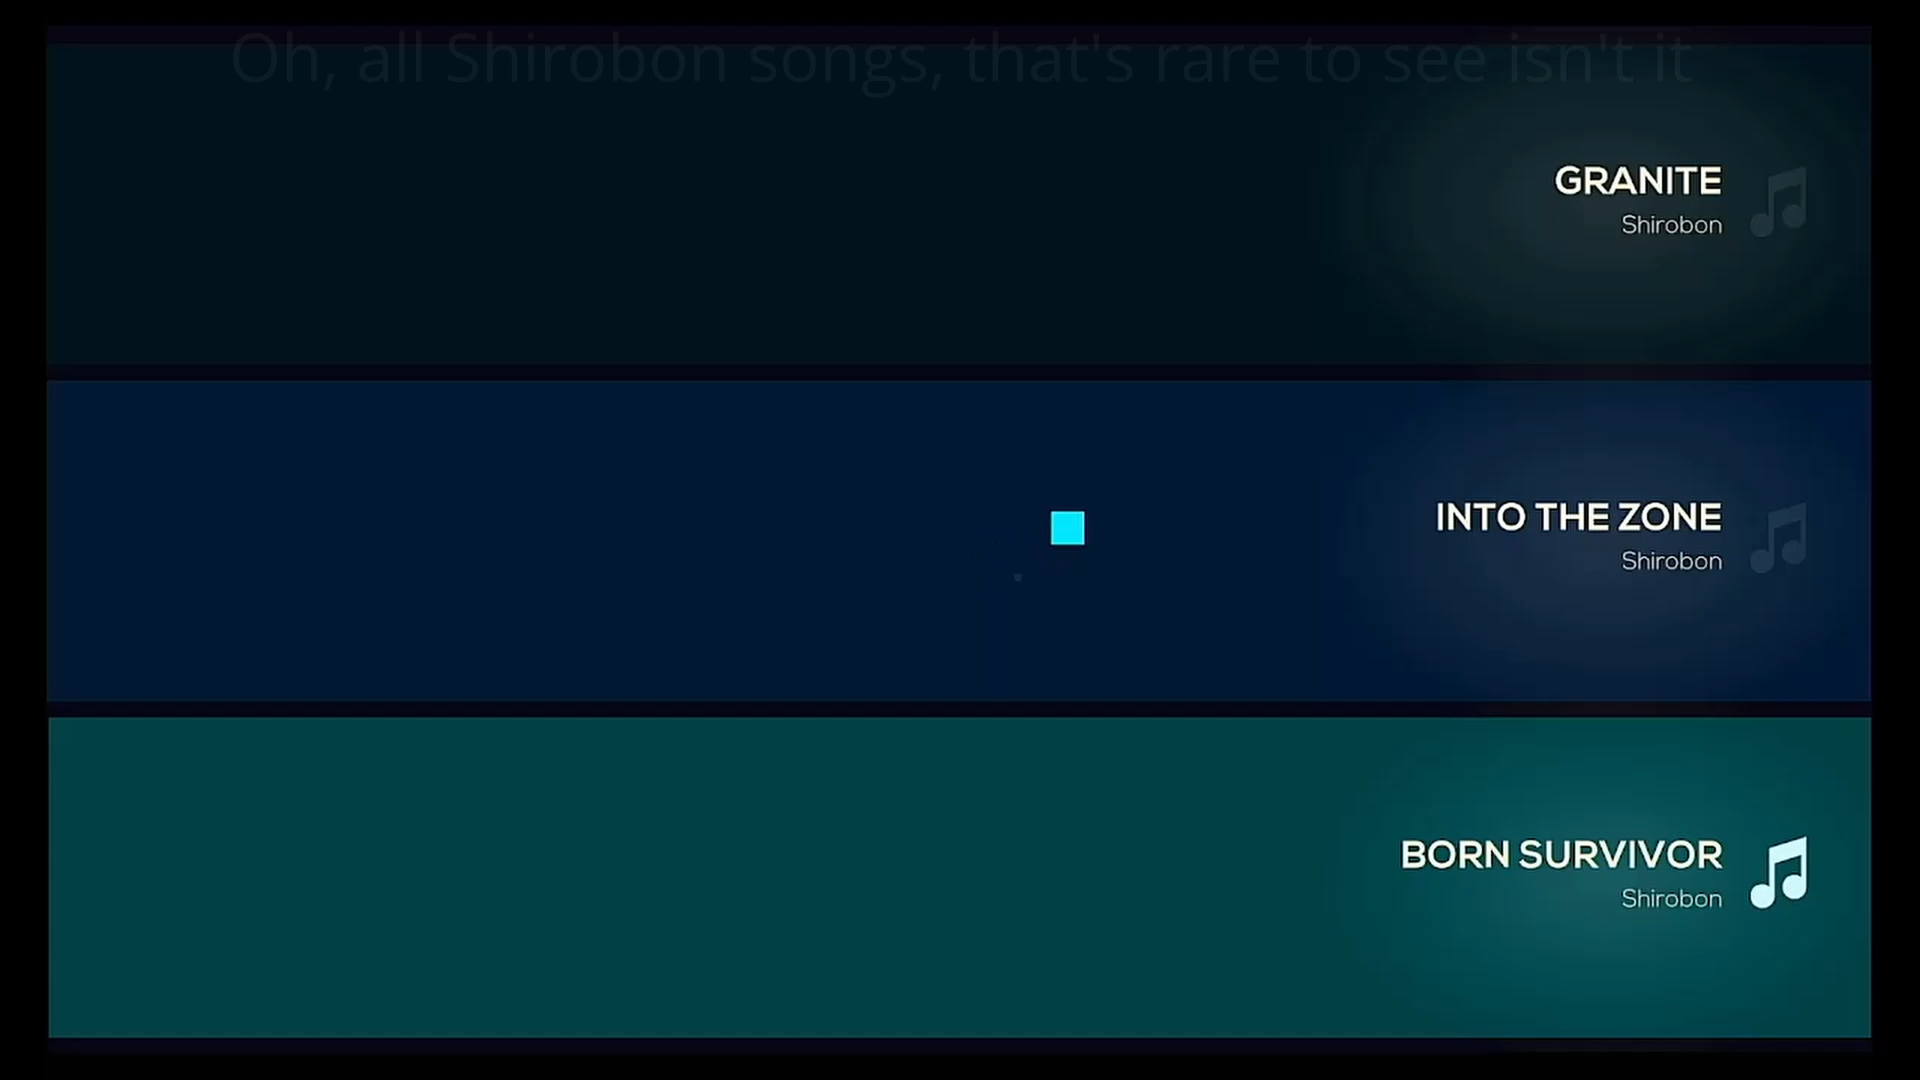 Oh, all Shirobon songs, that's rare to see isn't it
GRANITE
Shirobon
INTO THE ZONE
Shirobon
BORN SURVIVOR
Shirobon